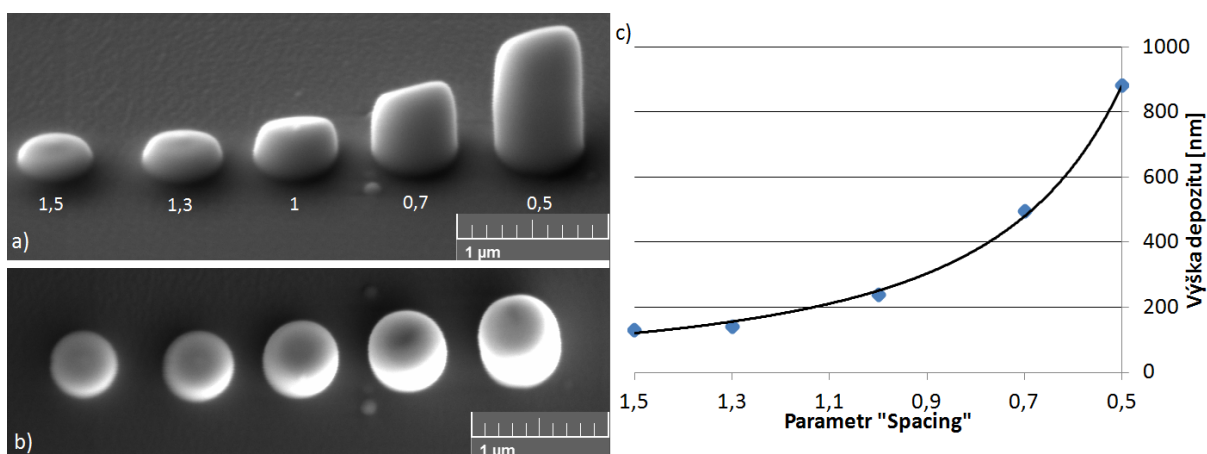 1,5 1,3 1 0,7 0,5
1 µm
a)
1 µm
b)
c)
1000
800
600
400
200
0
Výška depozitu [nm]
1,5 1,3 1,1 0,9 0,7 0,5
Parametr "Spacing"